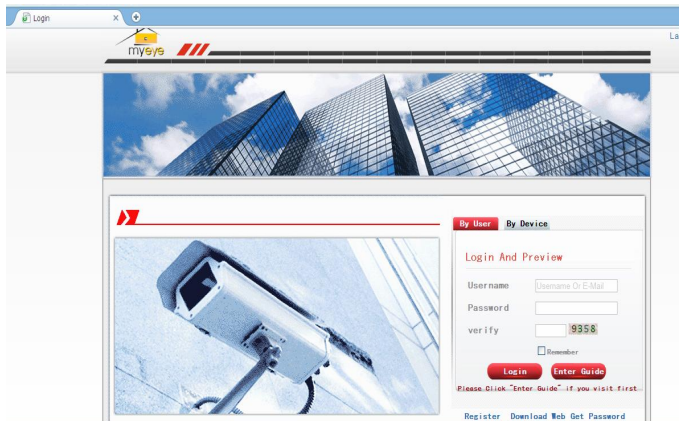 Login
La
myeye
By User By Device
Login And Preview
Username Username Or E-Mail
Password
verify 9358
Remember
Login Enter Guide
Please Click "Enter Guide" if you visit first
Register Download Web Get Password